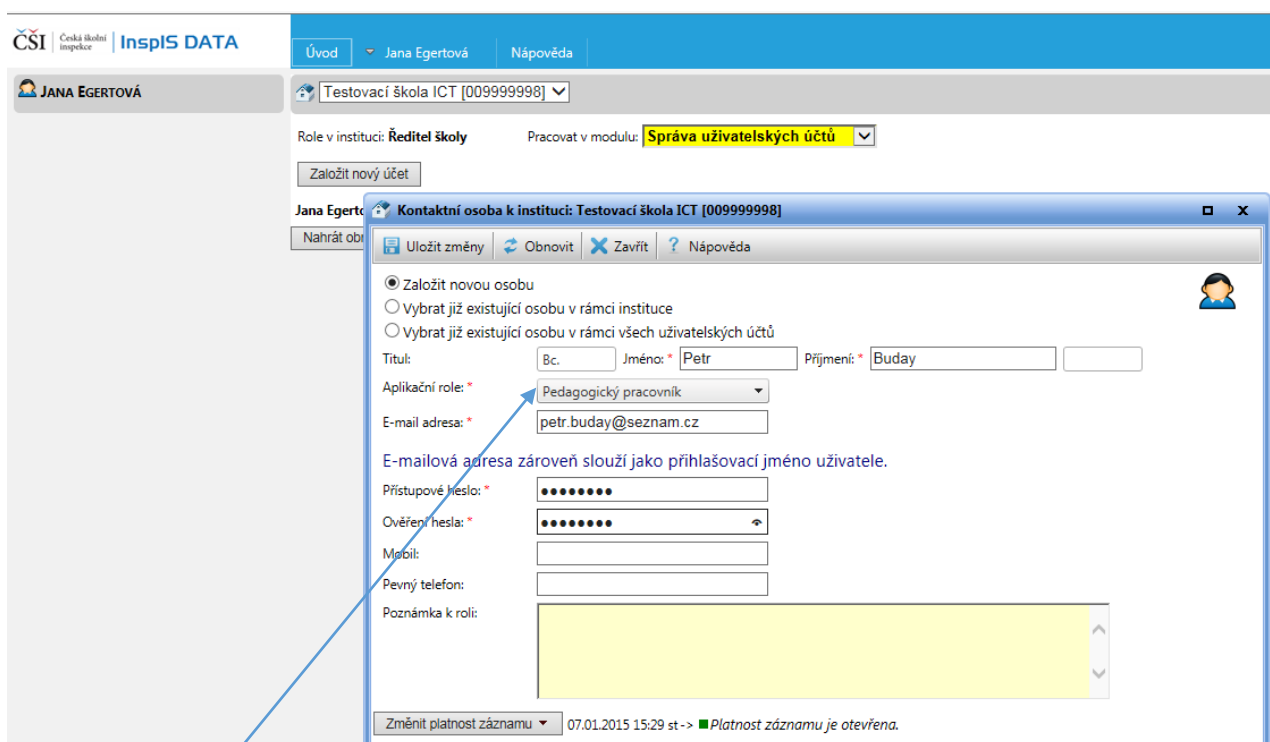 ČŠI Česká školní inspekce InspIS DATA
Úvod Jana Egertová Nápověda
JANA EGERTOVÁ
Testovací škola ICT [009999998]
Role v instituci: Ředitel školy Pracovat v modulu: Správa uživatelských účtů
Založit nový účet
Jana Egerto
Nahrát obr
Kontaktní osoba k instituci: Testovací škola ICT [009999998] x
Uložit změny Obnovit Zavřít ? Nápověda
Založit novou osobu
Vybrat již existující osobu v rámci instituce
Vybrat již existující osobu v rámci všech uživatelských účtů
Titul: Bc. Jméno: * Petr Příjmení: * Buday
Aplikační role: * Pedagogický pracovník
E-mail adresa: * petr.buday@seznam.cz
E-mailová adresa zároveň slouží jako přihlašovací jméno uživatele.
Přístupové heslo: * ●●●●●●●●
Ověření hesla: * ●●●●●●●●
Mobil:
Pevný telefon:
Poznámka k roli:
Změnit platnost záznamu 07.01.2015 15:29 st-> Platnost záznamu je otevřena.